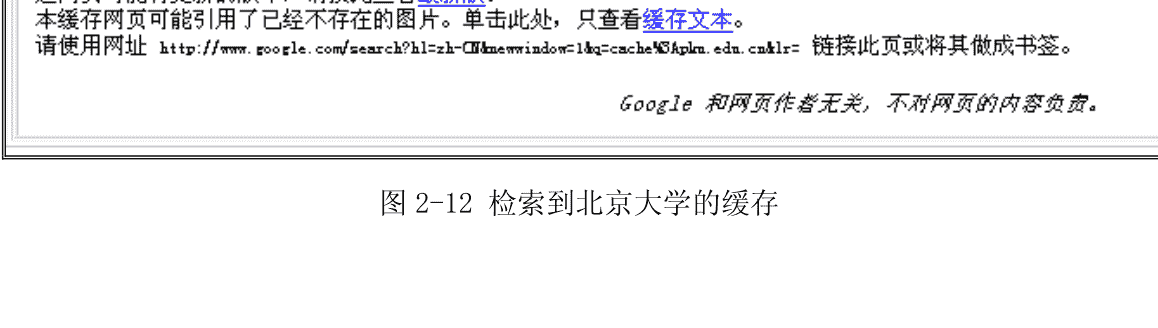 本缓存网页可能引用了已经不存在的图片。单击此处，只查看缓存文本。
请使用网址 http://www.google.com/search?hl=zh-CN&newwindow=1&q=cache%3Apku.edu.cn&lr= 链接此页或将其做成书签。
Google 和网页作者无关，不对网页的内容负责。
图 2-12 检索到北京大学的缓存